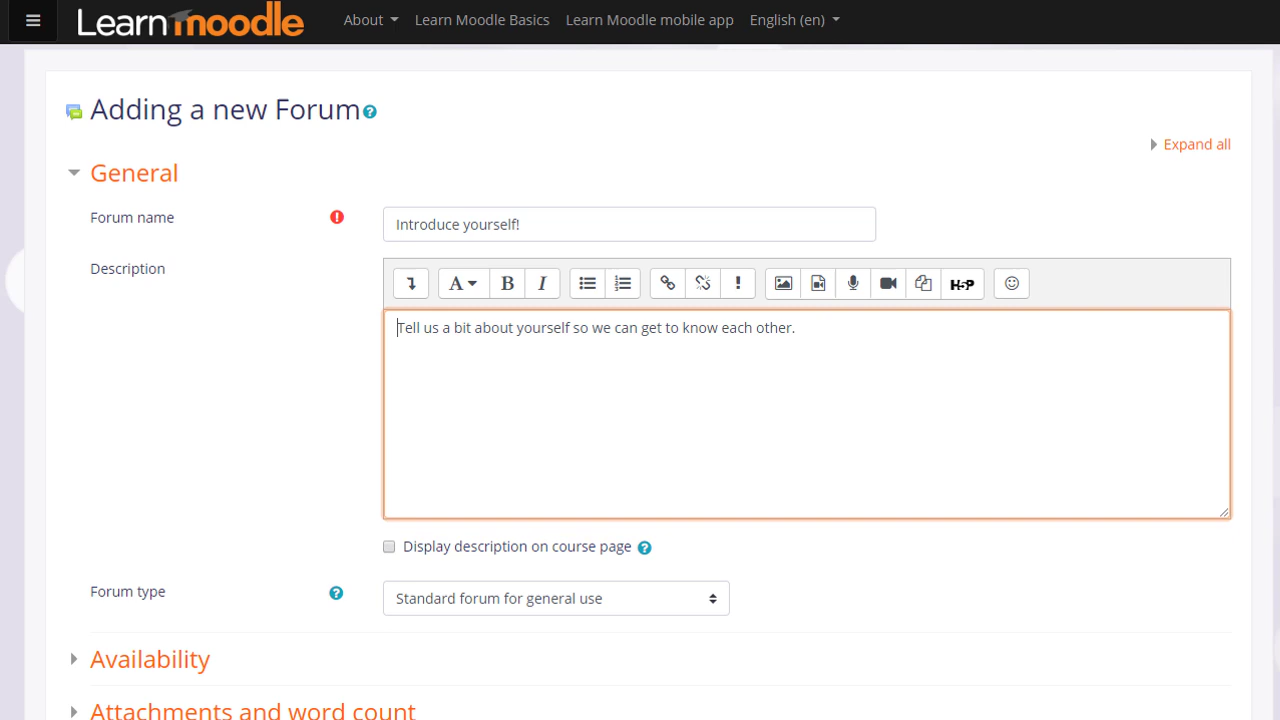 Learn moodle About Learn Moodle Basics Learn Moodle mobile app English (en)
Adding a new Forum
Expall all
General
Forum name
Introduce yourself!
Description
A B I H5P
Tell us a bit about yourself so we can get to know each other.
Display description on course page
Forum type
Standard forum for general use
Availability
Attachments and word count